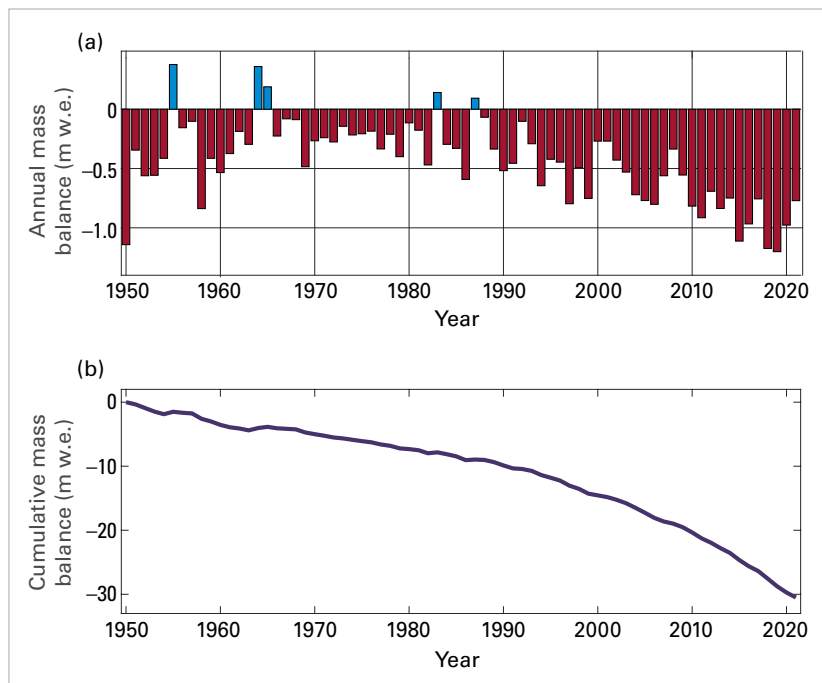 (a)
Annual mass
balance (m w.e.)
0
−0.5
−1.0
1950 1960 1970 1980 1990 2000 2010 2020
Year
(b)
Cumulative mass
balance (m w.e.)
0
−10
−20
−30
1950 1960 1970 1980 1990 2000 2010 2020
Year